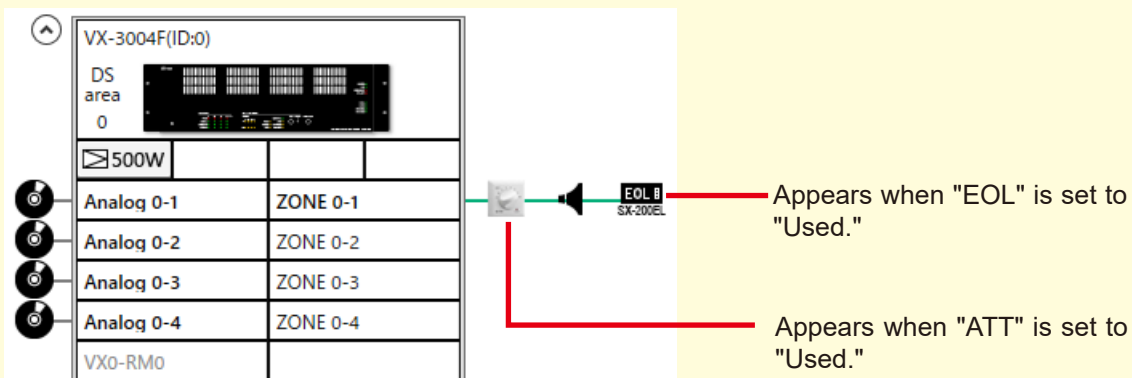 VX-3004F(ID:0)
DS
area
0
500W
Analog 0-1 ZONE 0-1
Analog 0-2 ZONE 0-2
Analog 0-3 ZONE 0-3
Analog 0-4 ZONE 0-4
VX0-RM0
EOL
SX-200EL
Appears when "EOL" is set to
"Used."
Appears when "ATT" is set to
"Used."